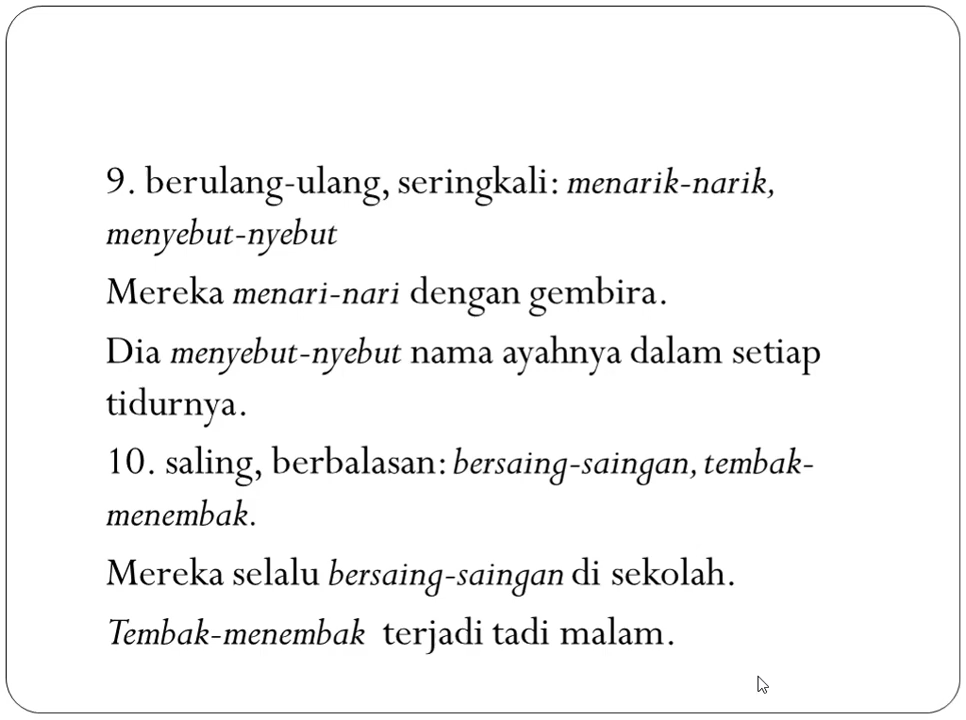 9. berulang-ulang, seringkali: menarik-narik,
menyebut-nyebut
Mereka menari-nari dengan gembira.
Dia menyebut-nyebut nama ayahnya dalam setiap
tidurnya.
10. saling, berbalasan: bersaing-saingan, tembak-
menembak.
Mereka selalu bersaing-saingan di sekolah.
Tembak-menembak terjadi tadi malam.